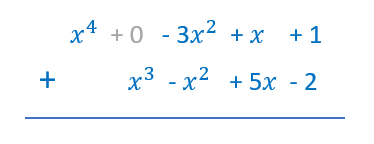 x⁴ + 0 - 3x² + x + 1
+ x³ - x² + 5x - 2